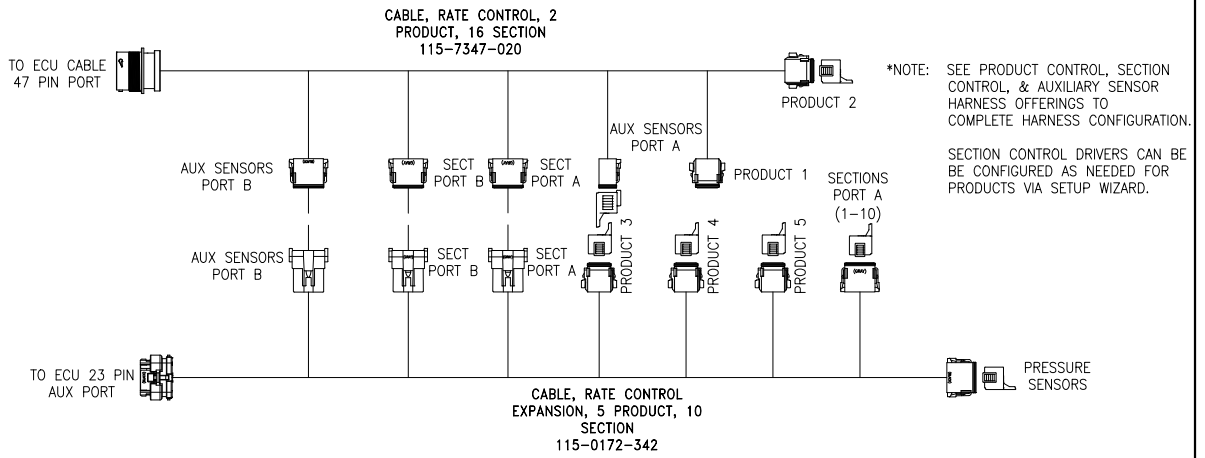 CABLE, RATE CONTROL, 2
PRODUCT, 16 SECTION
115-7347-020
TO ECU CABLE
47 PIN PORT
PRODUCT 2
*NOTE: SEE PRODUCT CONTROL, SECTION
CONTROL, & AUXILIARY SENSOR
HARNESS OFFERINGS TO
COMPLETE HARNESS CONFIGURATION.
SECTION CONTROL DRIVERS CAN BE
BE CONFIGURED AS NEEDED FOR
PRODUCTS VIA SETUP WIZARD.
AUX SENSORS
PORT B
SECT
PORT B
SECT
PORT A
AUX SENSORS
PORT A
PRODUCT 1
SECTIONS
PORT A
(1-10)
AUX SENSORS
PORT B
SECT
PORT B
SECT
PORT A
PRODUCT 3
PRODUCT 4
PRODUCT 5
(GRAY)
TO ECU 23 PIN
AUX PORT
PRESSURE
SENSORS
CABLE, RATE CONTROL
EXPANSION, 5 PRODUCT, 10
SECTION
115-0172-342